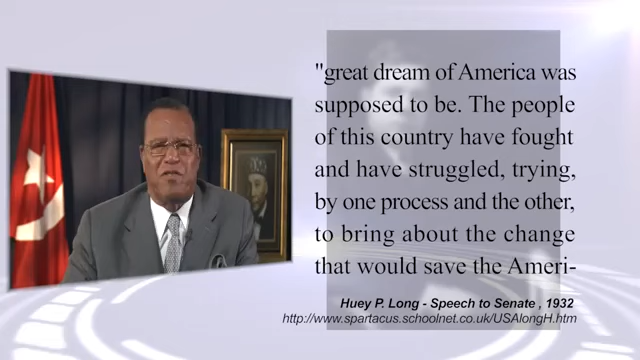 "great dream of America was
supposed to be. The people
of this country have fought
and have struggled, trying,
by one process and the other,
to bring about the change
that would save the Ameri-
Huey P. Long - Speech to Senate , 1932
http://www.spartacus.schoolnet.co.uk/USAlongH.htm